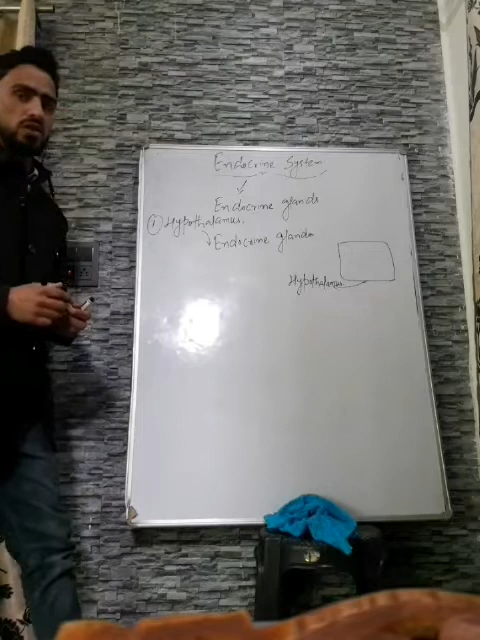 Endocrine System
Endocrine glands
① Hypothalamus.
Endocrine glands
Hypothalamus